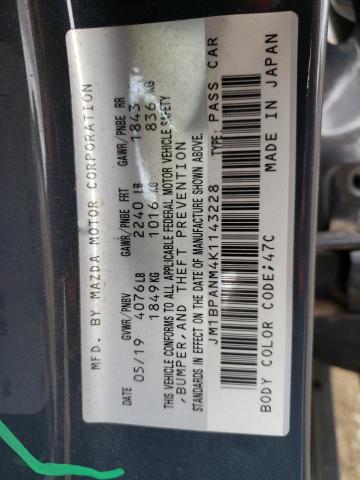 MFD. BY MAZDA MOTOR CORPORATION
DATE GVWR/PNBV GAWR/PNBE FRT GAWR/PNBE RR
05/19 4076LB 2240 LB 1843
1849KG 1016 KG 836 KG
THIS VEHICLE CONFORMS TO ALL APPLICABLE FEDERAL MOTOR VEHICLE SAFETY
,BUMPER,AND THEFT PREVENTION
STANDARDS IN EFFECT ON THE DATE OF MANUFACTURE SHOWN ABOVE.
JM1BPANM4K1143228 TYPE: PASS CAR
BODY COLOR CODE:47C MADE IN JAPAN